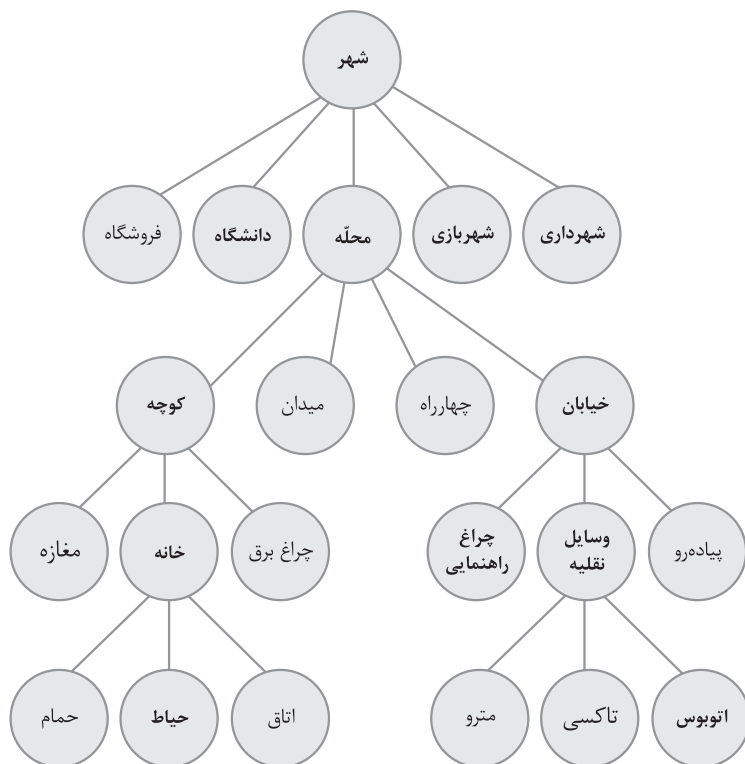 شهر
شهرداری
شهربازی
محلّه
دانشگاه
فروشگاه
خیابان
چهارراه
میدان
کوچه
پیاده‌رو
وسایل
نقلیه
چراغ
راهنمایی
چراغ برق
خانه
مغازه
اتوبوس
تاکسی
مترو
اتاق
حیاط
حمام